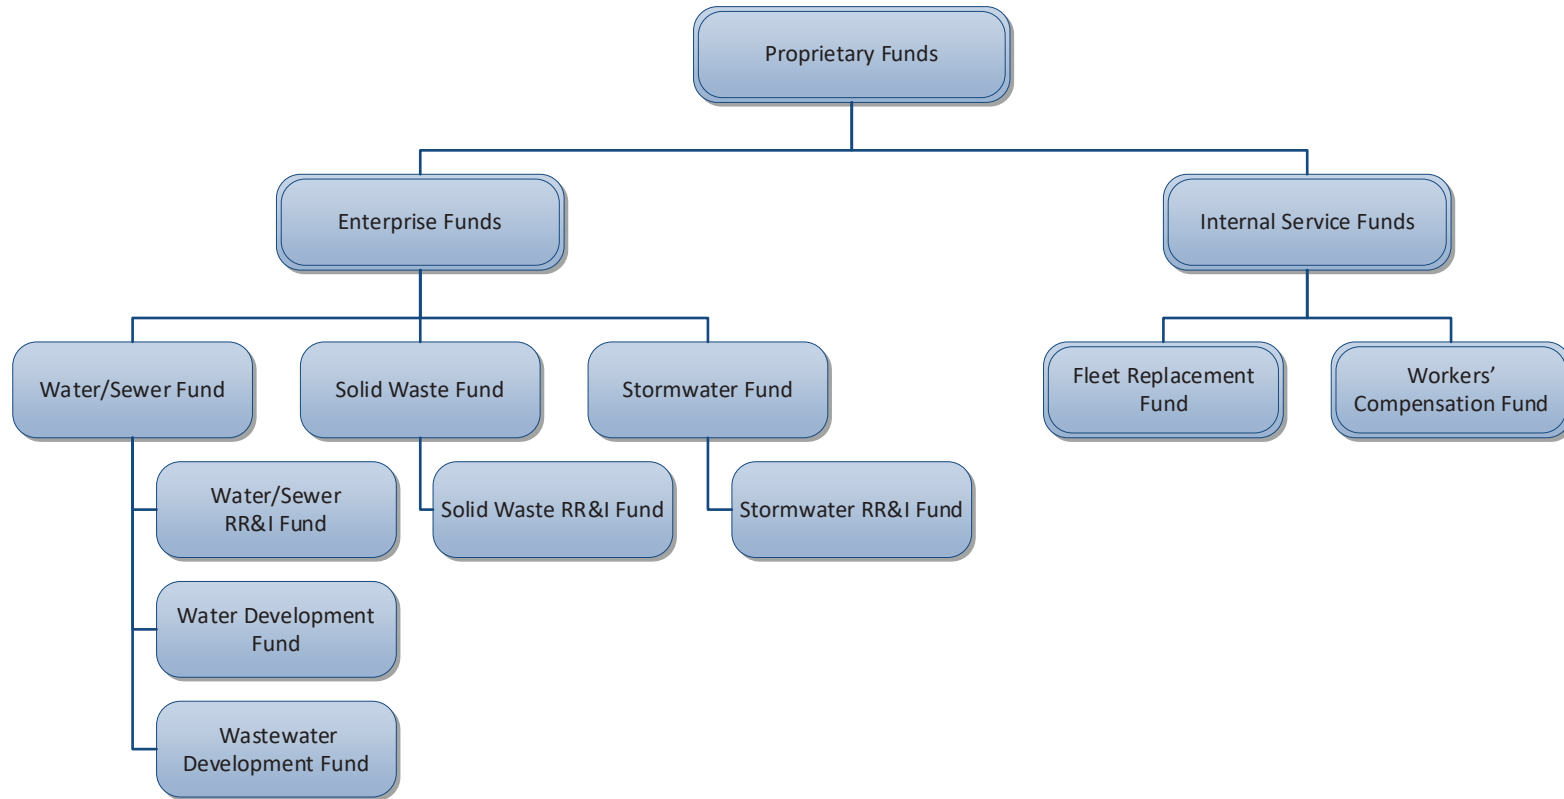 Proprietary Funds
Enterprise Funds
Internal Service Funds
Water/Sewer Fund
Solid Waste Fund
Stormwater Fund
Fleet Replacement
Fund
Workers’
Compensation Fund
Water/Sewer
RR&I Fund
Solid Waste RR&I Fund
Stormwater RR&I Fund
Water Development
Fund
Wastewater
Development Fund